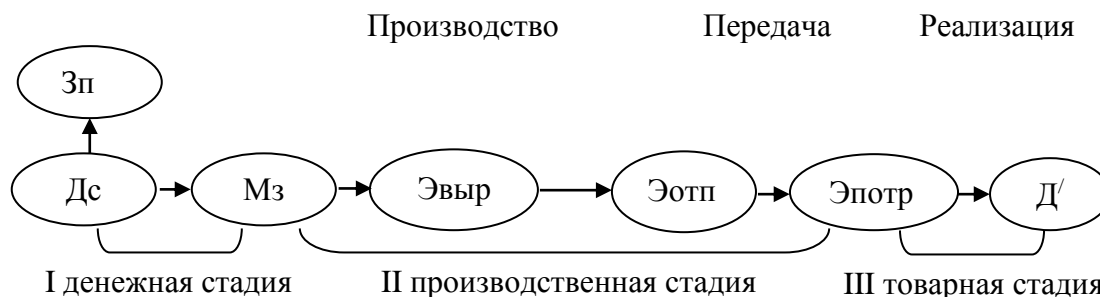 Производство Передача Реализация
Зп
Дс Мз Эвыр Эотп Эпотр Д/
I денежная стадия II производственная стадия III товарная стадия